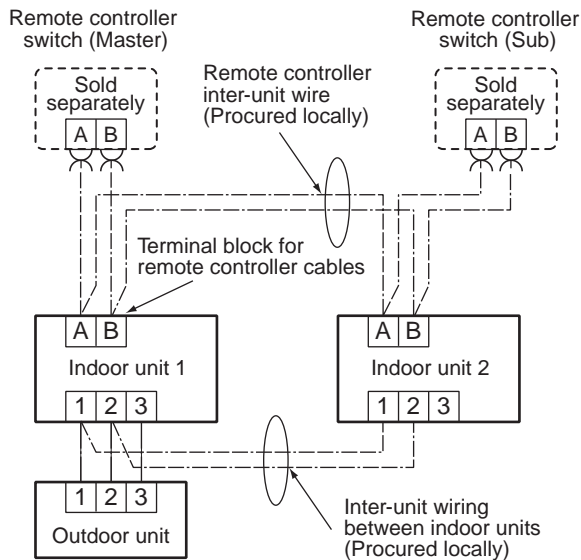 Remote controller
switch (Master)
Remote controller
switch (Sub)
Sold
separately
A B
Remote controller
inter-unit wire
(Procured locally)
Sold
separately
A B
Terminal block for
remote controller cables
A B
Indoor unit 1
1 2 3
A B
Indoor unit 2
1 2 3
1 2 3
Outdoor unit
Inter-unit wiring
between indoor units
(Procured locally)